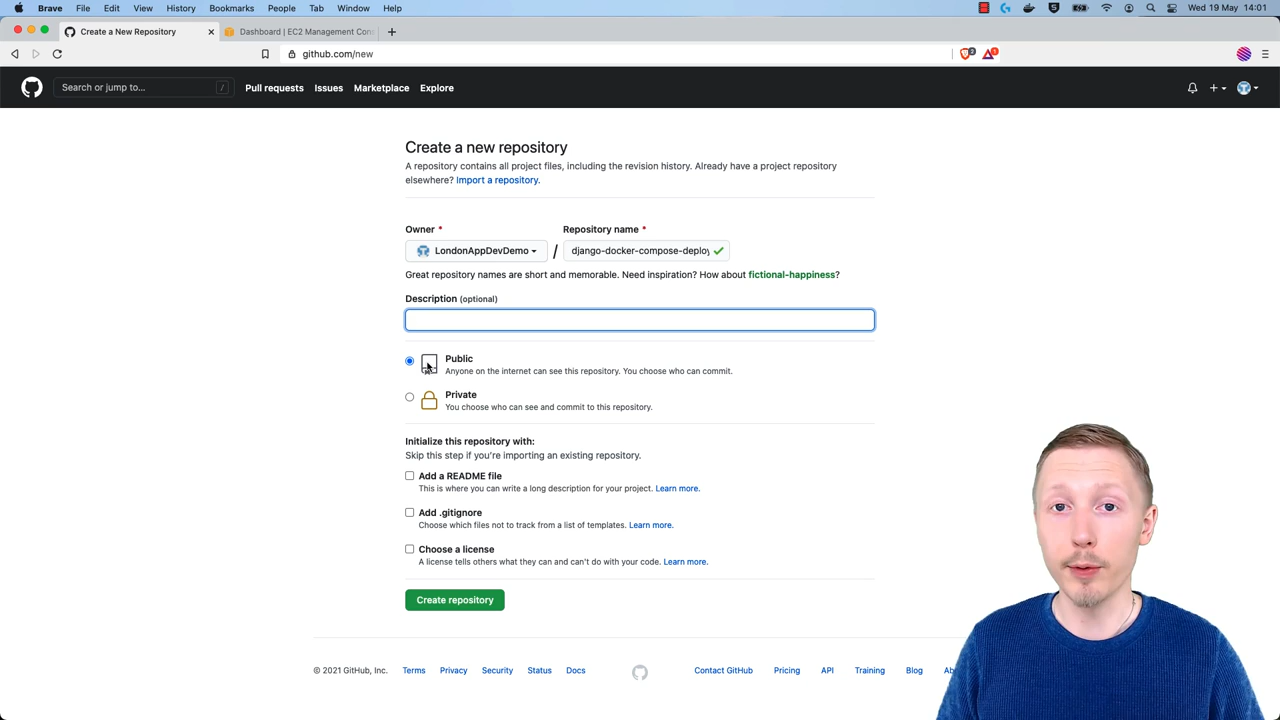 Brave File Edit View History Bookmarks People Tab Window Help Wed 19 May 14:01
Create a New Repository Dashboard | EC2 Management Con
github.com/new 2 1
Search or jump to... / Pull requests Issues Marketplace Explore
Create a new repository
A repository contains all project files, including the revision history. Already have a project repository
elsewhere? Import a repository.
Owner * Repository name *
LondonAppDevDemo / django-docker-compose-deploy
Great repository names are short and memorable. Need inspiration? How about fictional-happiness?
Description (optional)
Public
Anyone on the internet can see this repository. You choose who can commit.
Private
You choose who can see and commit to this repository.
Initialize this repository with:
Skip this step if you're importing an existing repository.
Add a README file
This is where you can write a long description for your project. Learn more.
Add .gitignore
Choose which files not to track from a list of templates. Learn more.
Choose a license
A license tells others what they can and can't do with your code. Learn more.
Create repository
© 2021 GitHub, Inc. Terms Privacy Security Status Docs Contact GitHub Pricing API Training Blog